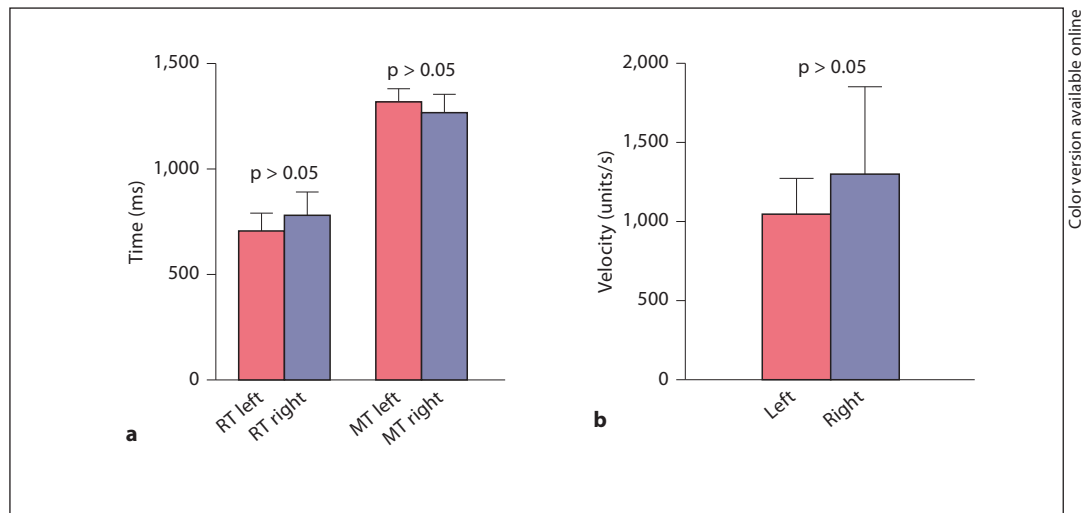 1,500
1,000
500
0
Time (ms)
p > 0.05
p > 0.05
RT left
RT right
MT left
MT right
a
2,000
1,500
1,000
500
0
Velocity (units/s)
p > 0.05
Left
Right
b
Color version available online